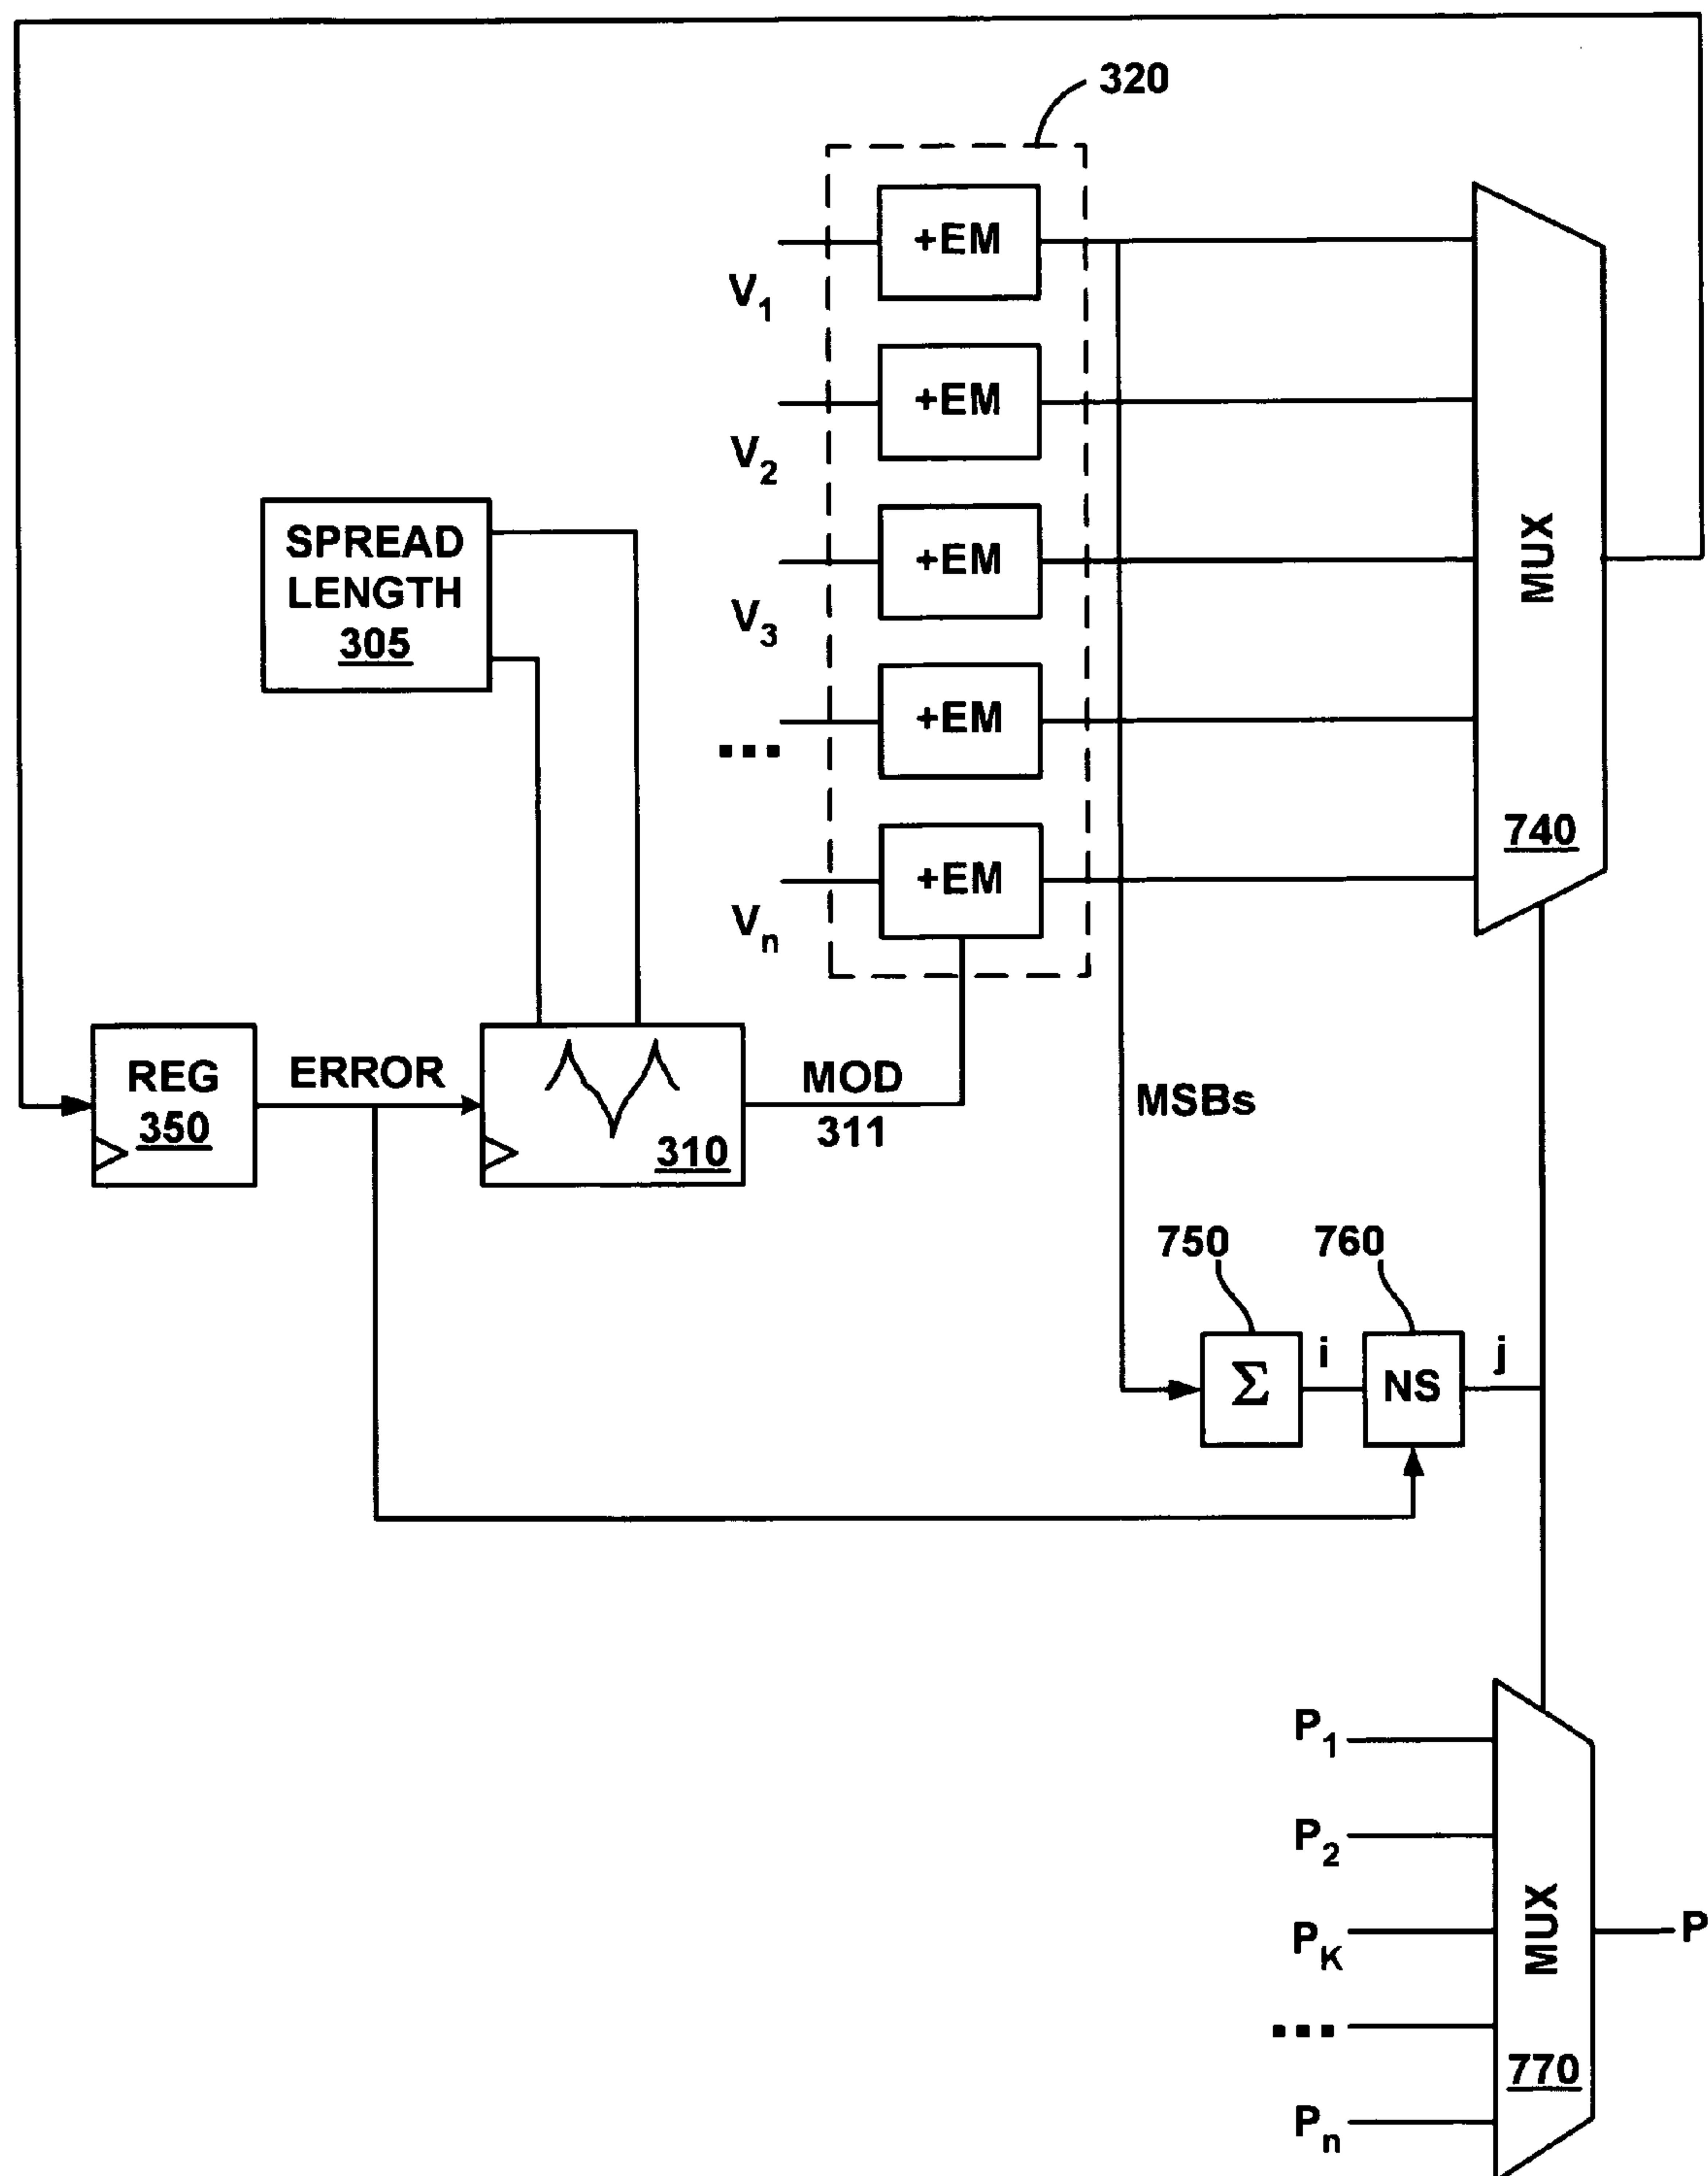 320
+EM
V1
+EM
V2
SPREAD
LENGTH
305
+EM
V3
MUX
+EM
...
740
+EM
Vn
REG
350
ERROR
310
MOD
311
MSBs
750
760
Σ
i
NS
j
P1
P2
PK
MUX
P
...
770
Pn